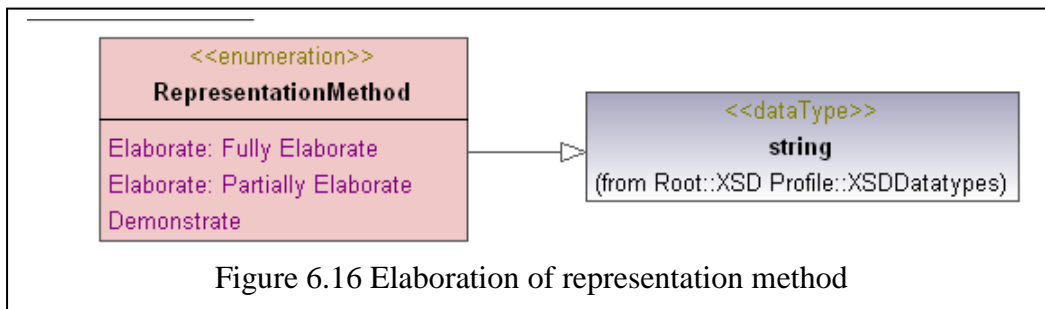 <<enumeration>>
RepresentationMethod
Elaborate: Fully Elaborate
Elaborate: Partially Elaborate
Demonstrate
<<dataType>>
string
(from Root::XSD Profile::XSDDatatypes)
Figure 6.16 Elaboration of representation method